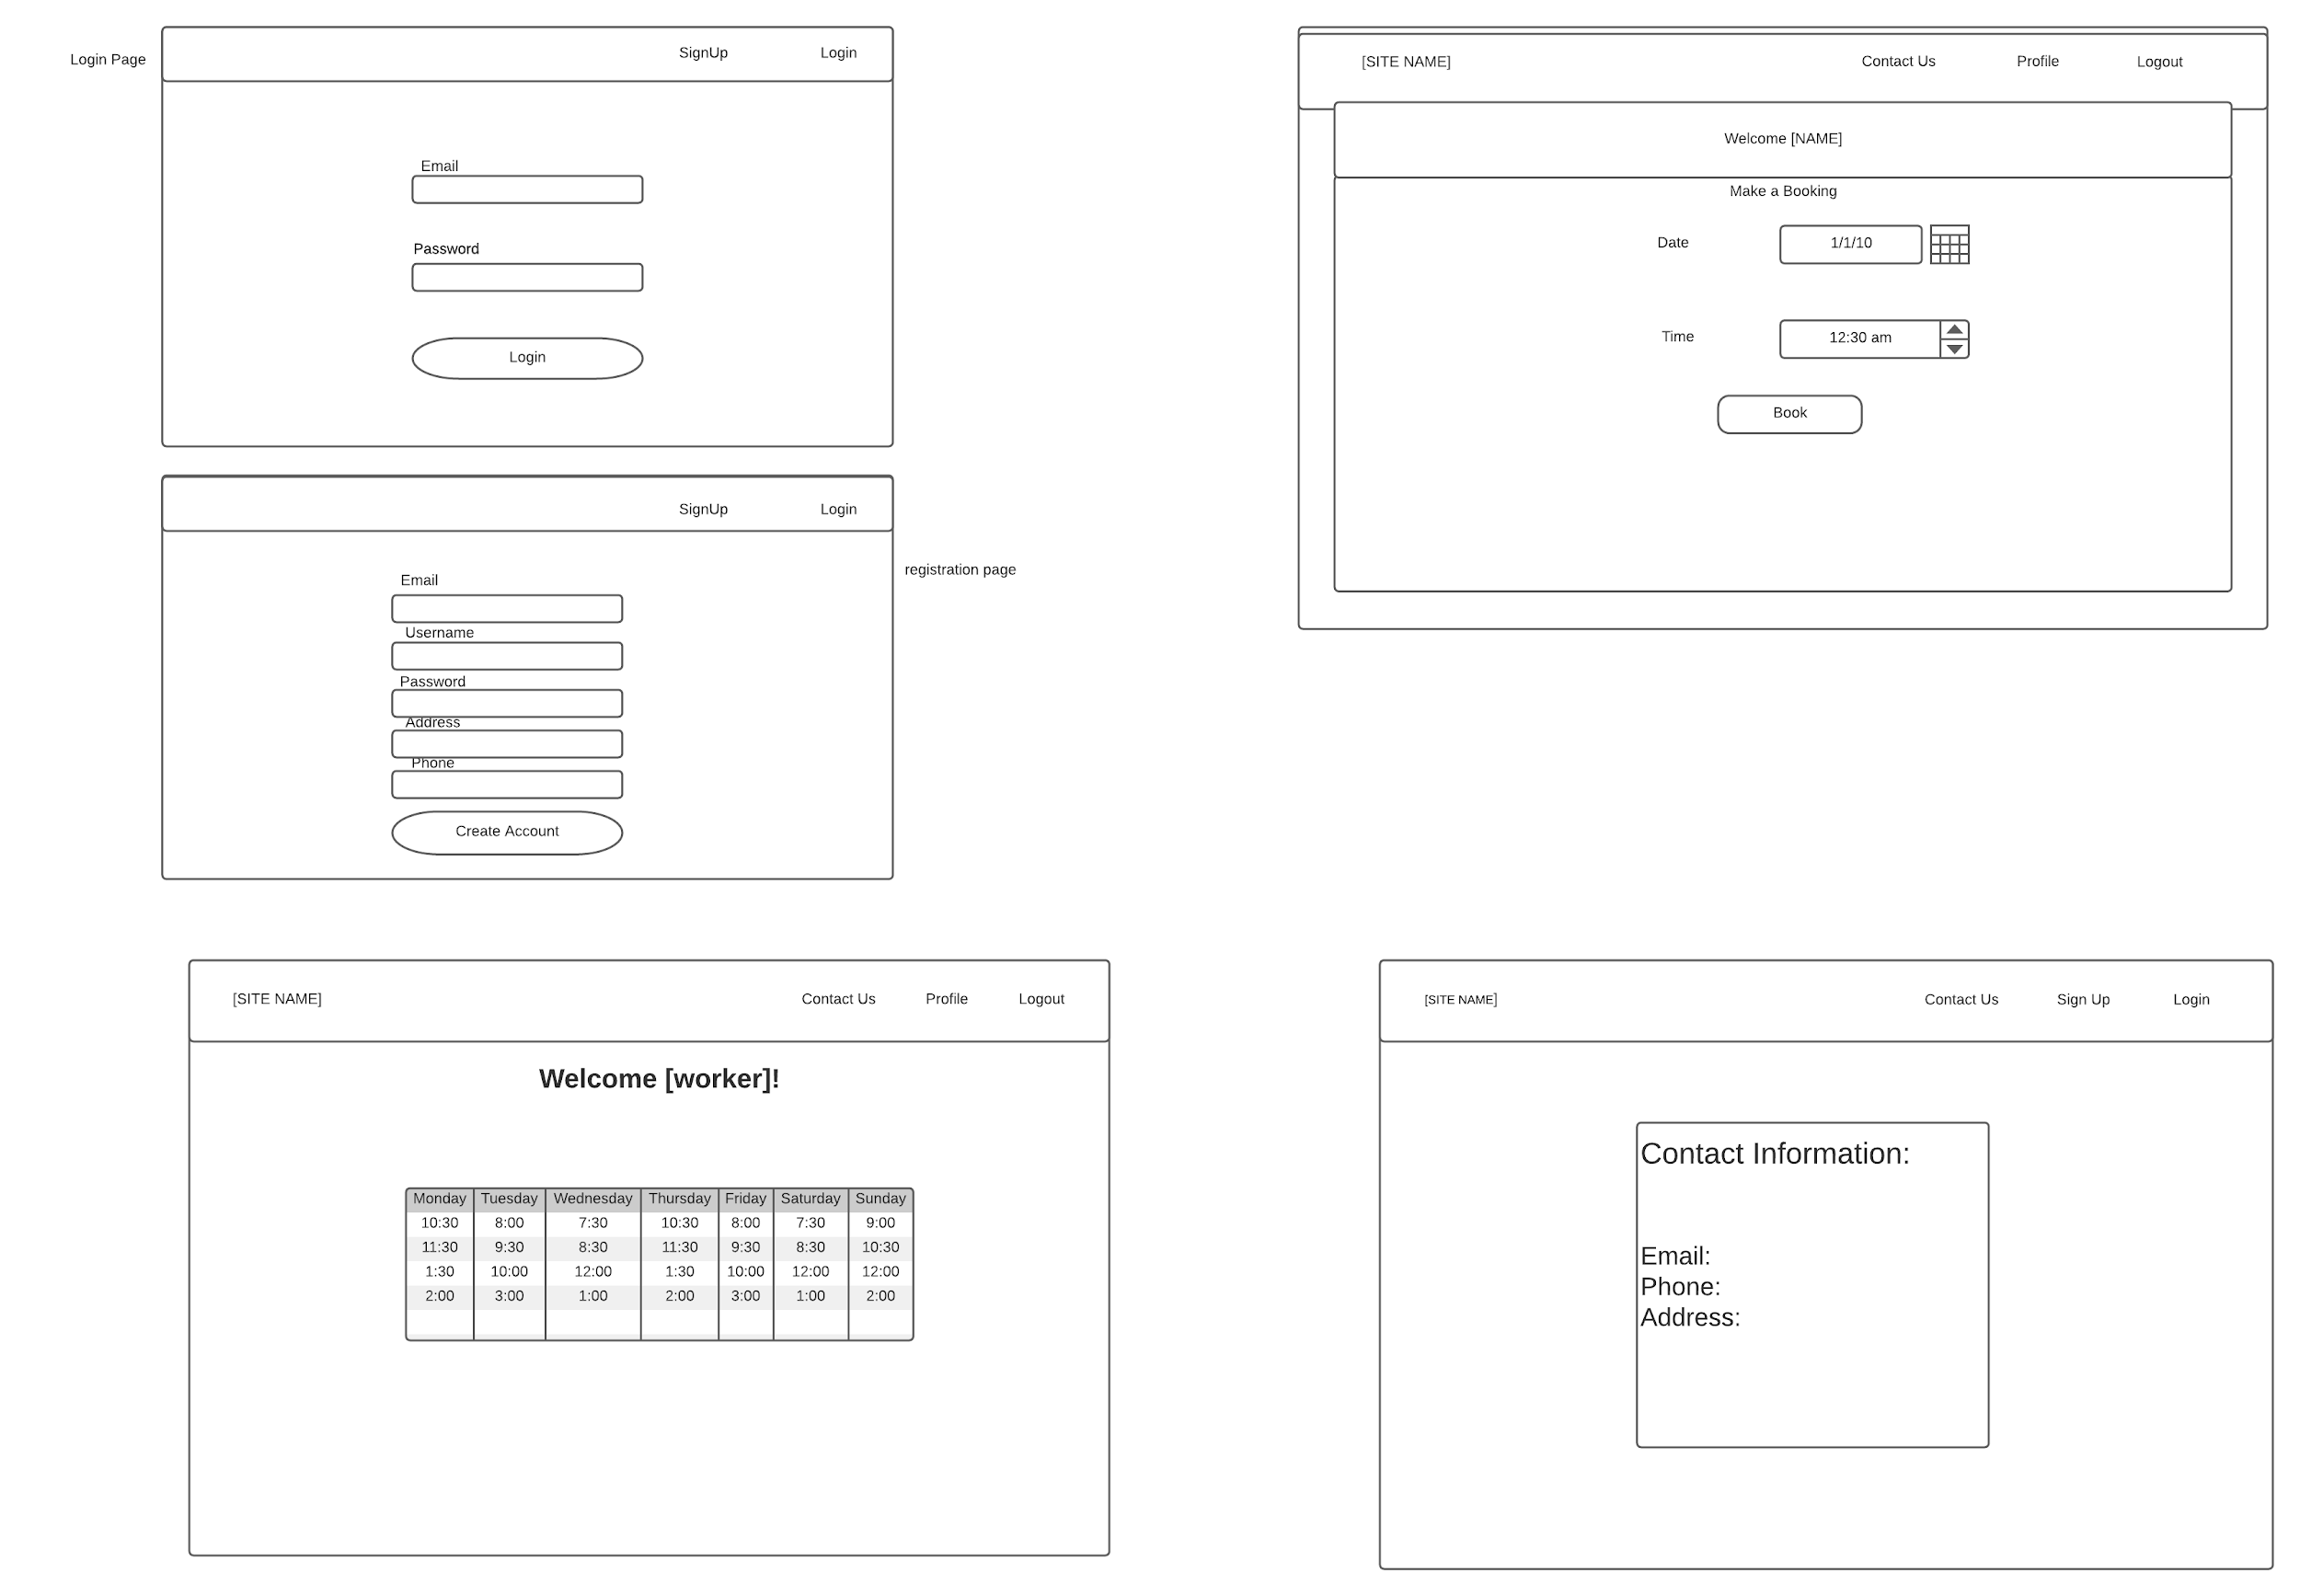 Login Page
SignUp Login
Email
Password
Login
[SITE NAME] Contact Us Profile Logout
Welcome [NAME]
Make a Booking
Date 1/1/10
Time 12:30 am
Book
SignUp Login
registration page
Email
Username
Password
Address
Phone
Create Account
[SITE NAME] Contact Us Profile Logout
Welcome [worker]!
Monday Tuesday Wednesday Thursday Friday Saturday Sunday
10:30 8:00 7:30 10:30 8:00 7:30 9:00
11:30 9:30 8:30 11:30 9:30 8:30 10:30
1:30 10:00 12:00 1:30 10:00 12:00 12:00
2:00 3:00 1:00 2:00 3:00 1:00 2:00
[SITE NAME] Contact Us Sign Up Login
Contact Information:
Email:
Phone:
Address: